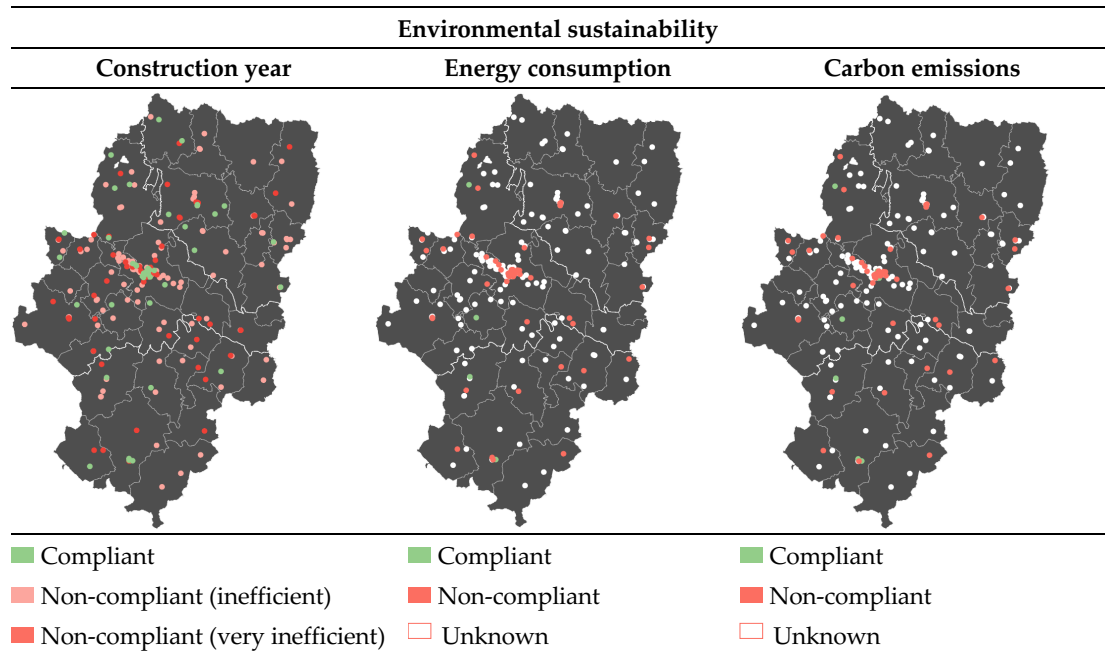 Environmental sustainability
Construction year Energy consumption Carbon emissions
Compliant Compliant Compliant
Non-compliant (inefficient) Non-compliant Non-compliant
Non-compliant (very inefficient) Unknown Unknown